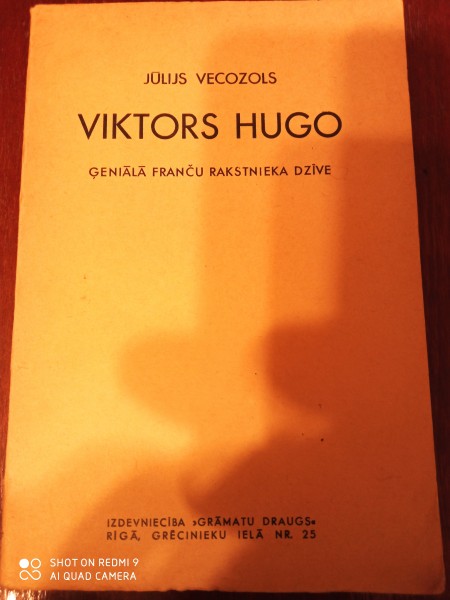 JŪLIJS VECOZOLS
VIKTORS HUGO
ĢENIĀLĀ FRANČU RAKSTNIEKA DZĪVE
IZDEVNIECĪBA »GRĀMATU DRAUGS«
RĪGĀ, GRĒCINIEKU IELĀ NR. 25
SHOT ON REDMI 9
AI QUAD CAMERA